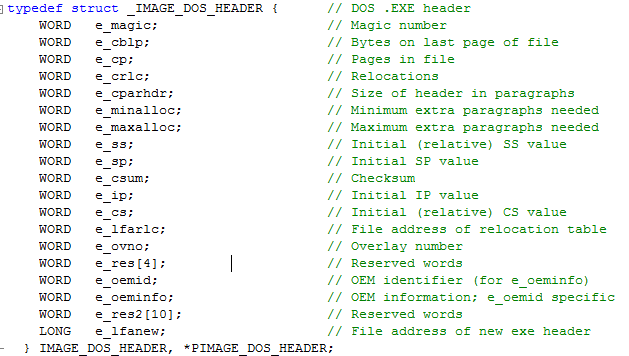 typedef struct _IMAGE_DOS_HEADER {      // DOS .EXE header
    WORD   e_magic;                     // Magic number
    WORD   e_cblp;                      // Bytes on last page of file
    WORD   e_cp;                        // Pages in file
    WORD   e_crlc;                      // Relocations
    WORD   e_cparhdr;                   // Size of header in paragraphs
    WORD   e_minalloc;                  // Minimum extra paragraphs needed
    WORD   e_maxalloc;                  // Maximum extra paragraphs needed
    WORD   e_ss;                        // Initial (relative) SS value
    WORD   e_sp;                        // Initial SP value
    WORD   e_csum;                      // Checksum
    WORD   e_ip;                        // Initial IP value
    WORD   e_cs;                        // Initial (relative) CS value
    WORD   e_lfarlc;                    // File address of relocation table
    WORD   e_ovno;                      // Overlay number
    WORD   e_res[4];                    // Reserved words
    WORD   e_oemid;                     // OEM identifier (for e_oeminfo)
    WORD   e_oeminfo;                   // OEM information; e_oemid specific
    WORD   e_res2[10];                  // Reserved words
    LONG   e_lfanew;                    // File address of new exe header
  } IMAGE_DOS_HEADER, *PIMAGE_DOS_HEADER;